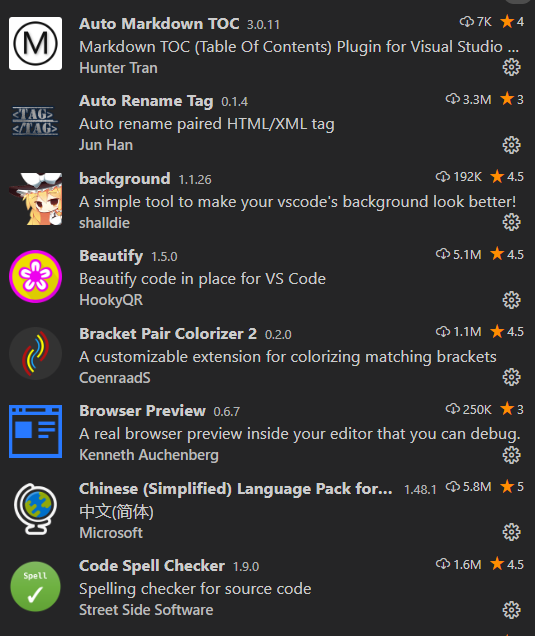 Auto Markdown TOC 3.0.11 7K 4
Markdown TOC (Table Of Contents) Plugin for Visual Studio ...
Hunter Tran
<TAG>
</TAG>
Auto Rename Tag 0.1.4 3.3M 3
Auto rename paired HTML/XML tag
Jun Han
background 1.1.26 192K 4.5
A simple tool to make your vscode's background look better!
shalldie
Beautify 1.5.0 5.1M 4.5
Beautify code in place for VS Code
HookyQR
Bracket Pair Colorizer 2 0.2.0 1.1M 4.5
A customizable extension for colorizing matching brackets
CoenraadS
Browser Preview 0.6.7 250K 3
A real browser preview inside your editor that you can debug.
Kenneth Auchenberg
Chinese (Simplified) Language Pack for... 1.48.1 5.8M 5
中文(简体)
Microsoft
Spell
Code Spell Checker 1.9.0 1.6M 4.5
Spelling checker for source code
Street Side Software
M